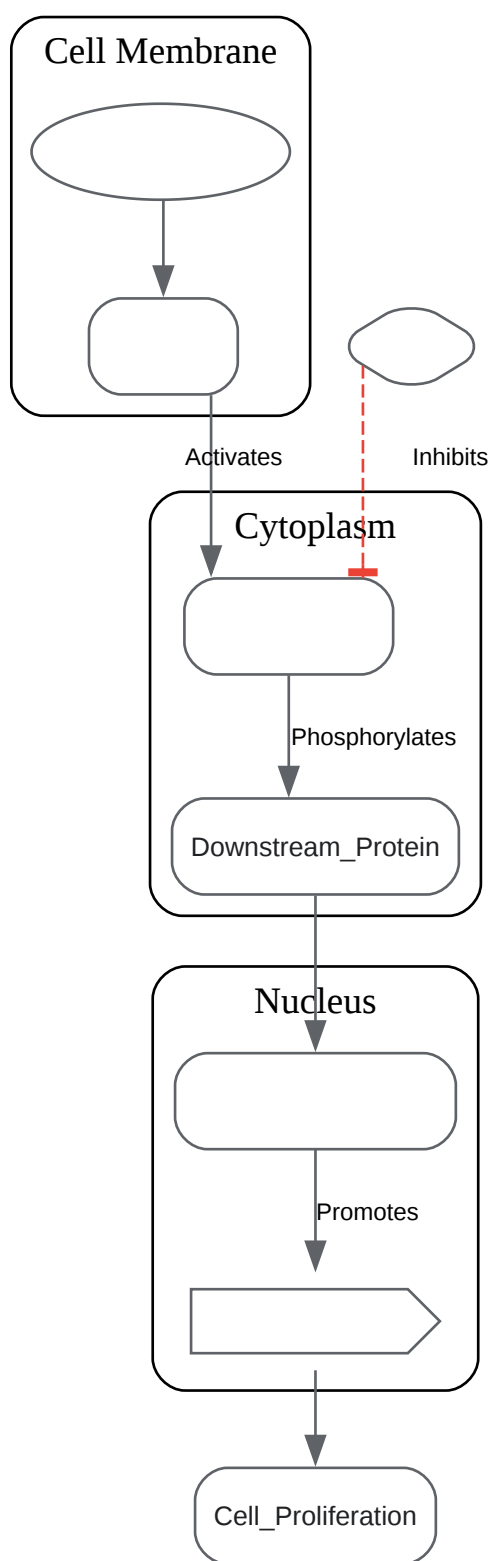 Cell Membrane
Activates
Inhibits
Cytoplasm
Phosphorylates
Downstream_Protein
Nucleus
Promotes
Cell_Proliferation